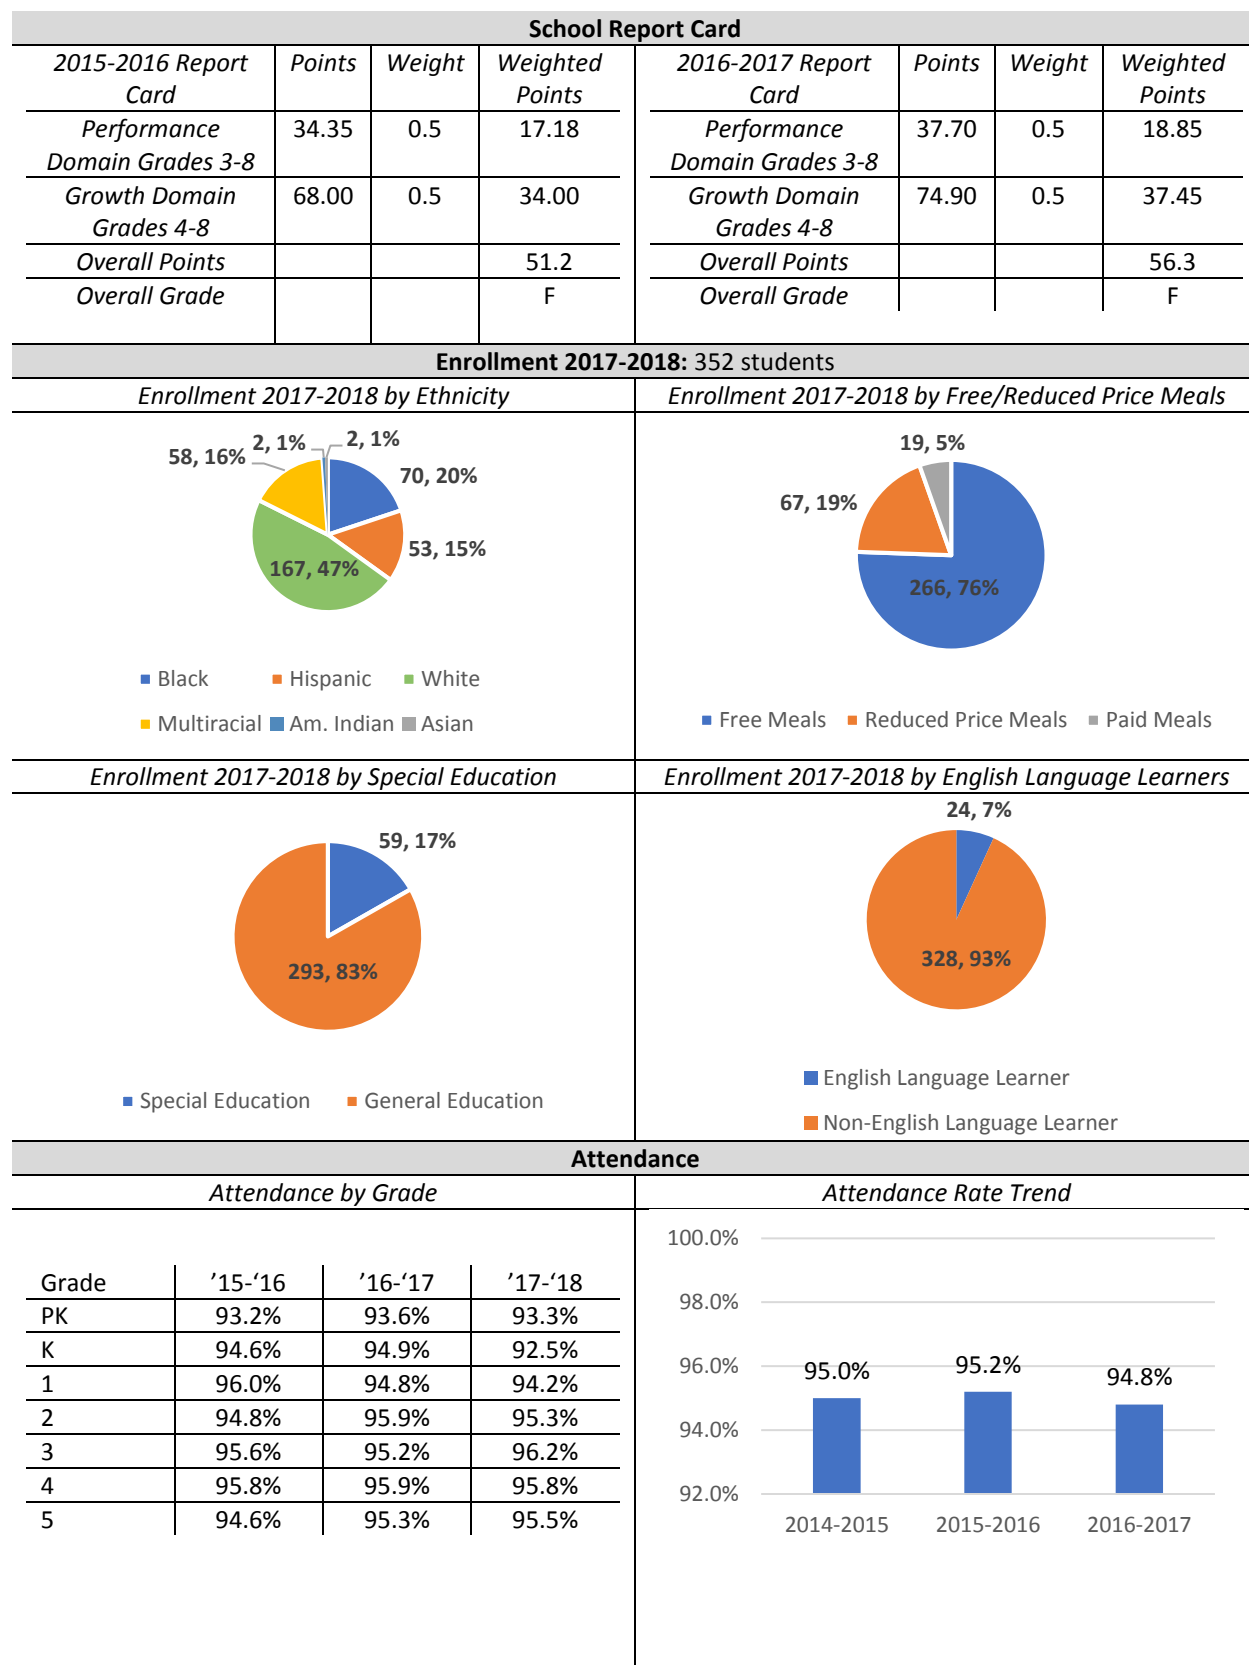 School Report Card
2015-2016 Report Card Points Weight Weighted Points
Performance Domain Grades 3-8 34.35 0.5 17.18
Growth Domain Grades 4-8 68.00 0.5 34.00
Overall Points 51.2
Overall Grade F
2016-2017 Report Card Points Weight Weighted Points
Performance Domain Grades 3-8 37.70 0.5 18.85
Growth Domain Grades 4-8 74.90 0.5 37.45
Overall Points 56.3
Overall Grade F
Enrollment 2017-2018: 352 students
Enrollment 2017-2018 by Ethnicity
2, 1% 2, 1%
58, 16%
70, 20%
53, 15%
167, 47%
Black Hispanic White
Multiracial Am. Indian Asian
Enrollment 2017-2018 by Free/Reduced Price Meals
19, 5%
67, 19%
266, 76%
Free Meals Reduced Price Meals Paid Meals
Enrollment 2017-2018 by Special Education
59, 17%
293, 83%
Special Education General Education
Enrollment 2017-2018 by English Language Learners
24, 7%
328, 93%
English Language Learner
Non-English Language Learner
Attendance
Attendance by Grade
Grade ’15-‘16 ’16-‘17 ’17-‘18
PK 93.2% 93.6% 93.3%
K 94.6% 94.9% 92.5%
1 96.0% 94.8% 94.2%
2 94.8% 95.9% 95.3%
3 95.6% 95.2% 96.2%
4 95.8% 95.9% 95.8%
5 94.6% 95.3% 95.5%
Attendance Rate Trend
100.0%
98.0%
96.0%
94.0%
92.0%
95.0% 95.2% 94.8%
2014-2015 2015-2016 2016-2017